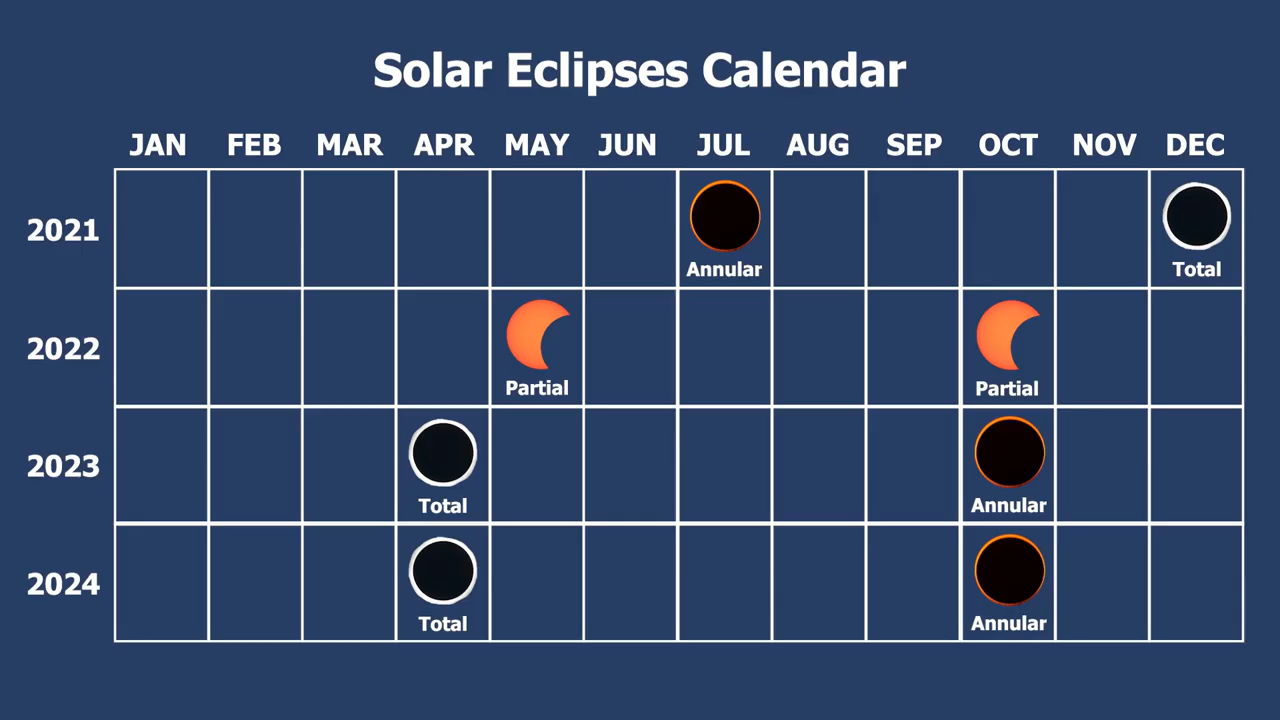 Solar Eclipses Calendar
JAN FEB MAR APR MAY JUN JUL AUG SEP OCT NOV DEC
2021
Annular Total
2022
Partial Partial
2023
Total Annular
2024
Total Annular